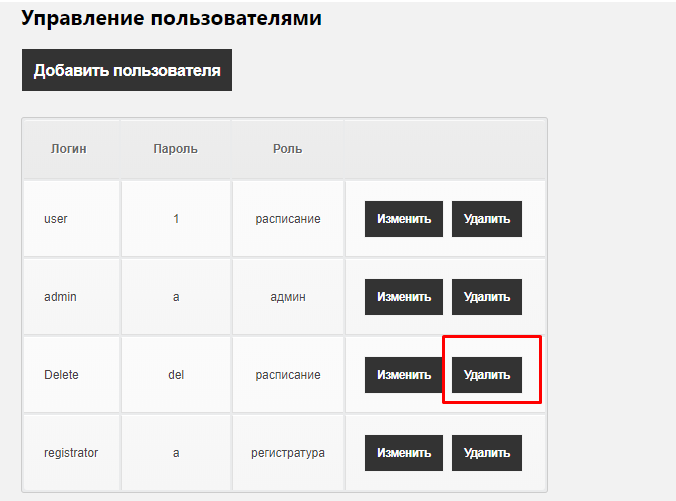 Управление пользователями
Добавить пользователя
Логин Пароль Роль
user 1 расписание Изменить Удалить
admin a админ Изменить Удалить
Delete del расписание Изменить Удалить
registrator a регистратура Изменить Удалить